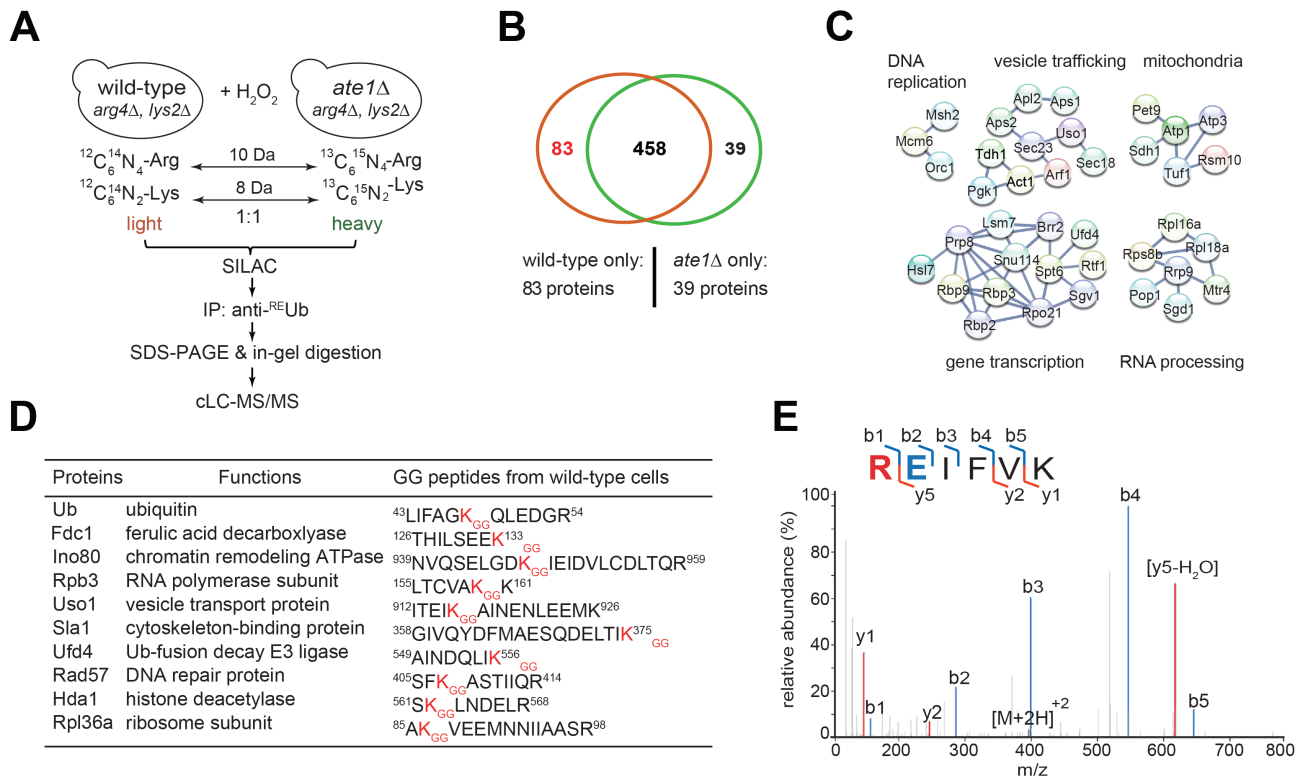 A
wild-type
arg4Δ, lys2Δ
+ H2O2
ate1Δ
arg4Δ, lys2Δ
12C6 14N4-Arg
10 Da
13C6 15N4-Arg
12C6 14N2-Lys
8 Da
13C6 15N2-Lys
light
1:1
heavy
SILAC
IP: anti-REUb
SDS-PAGE & in-gel digestion
cLC-MS/MS
B
83
458
39
wild-type only:
83 proteins
ate1Δ only:
39 proteins
C
DNA
replication
vesicle trafficking
mitochondria
Msh2
Mcm6
Orc1
Apl2
Aps1
Aps2
Uso1
Sec23
Sec18
Tdh1
Arf1
Act1
Pgk1
Pet9
Atp3
Atp1
Sdh1
Rsm10
Tuf1
Lsm7
Brr2
Ufd4
Prp8
Snu114
Hsl7
Spt6
Rtf1
Rbp9
Rbp3
Sgv1
Rpo21
Rbp2
Rpl16a
Rpl18a
Rps8b
Rrp9
Mtr4
Pop1
Sgd1
gene transcription
RNA processing
D
Proteins Functions GG peptides from wild-type cells
Ub ubiquitin 43LIFAGKGGQLEDGR54
Fdc1 ferulic acid decarboxlyase 126THILSEEK133GG
Ino80 chromatin remodeling ATPase 939NVQSELGDKGGIEIDVLCDLTQR959
Rpb3 RNA polymerase subunit 155LTCVAKGGK161
Uso1 vesicle transport protein 912ITEIKGGAINENLEEMK926
Sla1 cytoskeleton-binding protein 358GIVQYDFMAESQDELTIK375GG
Ufd4 Ub-fusion decay E3 ligase 549AINDQLIK556GG
Rad57 DNA repair protein 405SFKGGASTIIQR414
Hda1 histone deacetylase 561SKGGLNDELR568
Rpl36a ribosome subunit 85AKGGVEEMNNIIAASR98
E
b1 b2 b3 b4 b5
REIFVK
y5 y2 y1
relative abundance (%)
100
80
60
40
20
0
b4
[y5-H2O]
b3
y1
b2
b1
y2
[M+2H]+2
b5
0 200 300 400 500 600 700 800
m/z